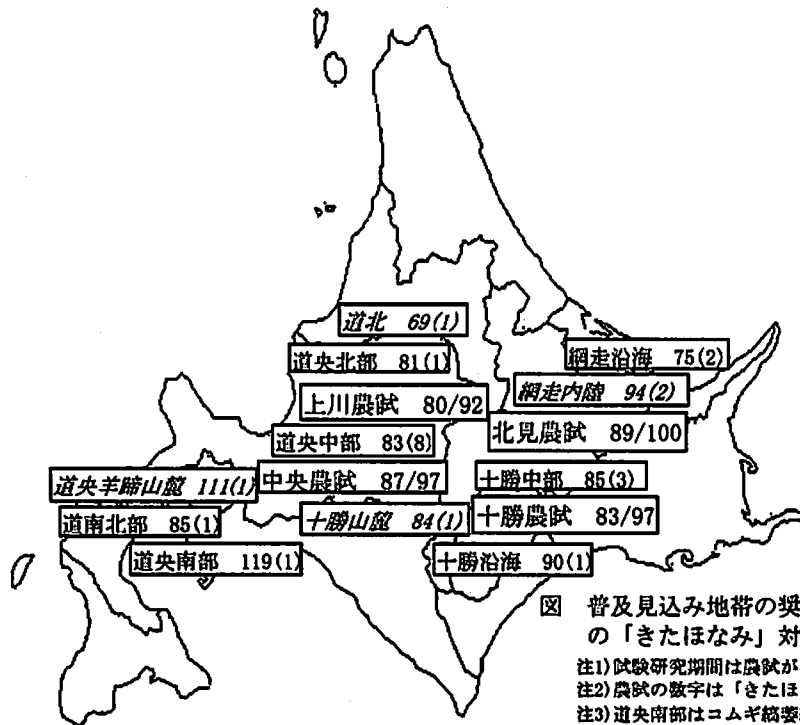 道北 69(1)
道央北部 81(1)
網走沿海 75(2)
網走内陸 94(2)
上川農試 80/92
北見農試 89/100
道央中部 83(8)
道央羊蹄山麓 111(1)
中央農試 87/97
十勝中部 85(3)
道南北部 85(1)
十勝山麓 84(1)
十勝農試 83/97
道央南部 119(1)
十勝沿海 90(1)
図 普及見込み地帯の奨
の「きたほなみ」対
注1)試験研究期間は農試が
注2)農試の数字は「きたほ
注3)道央南部はコムギ縞萎